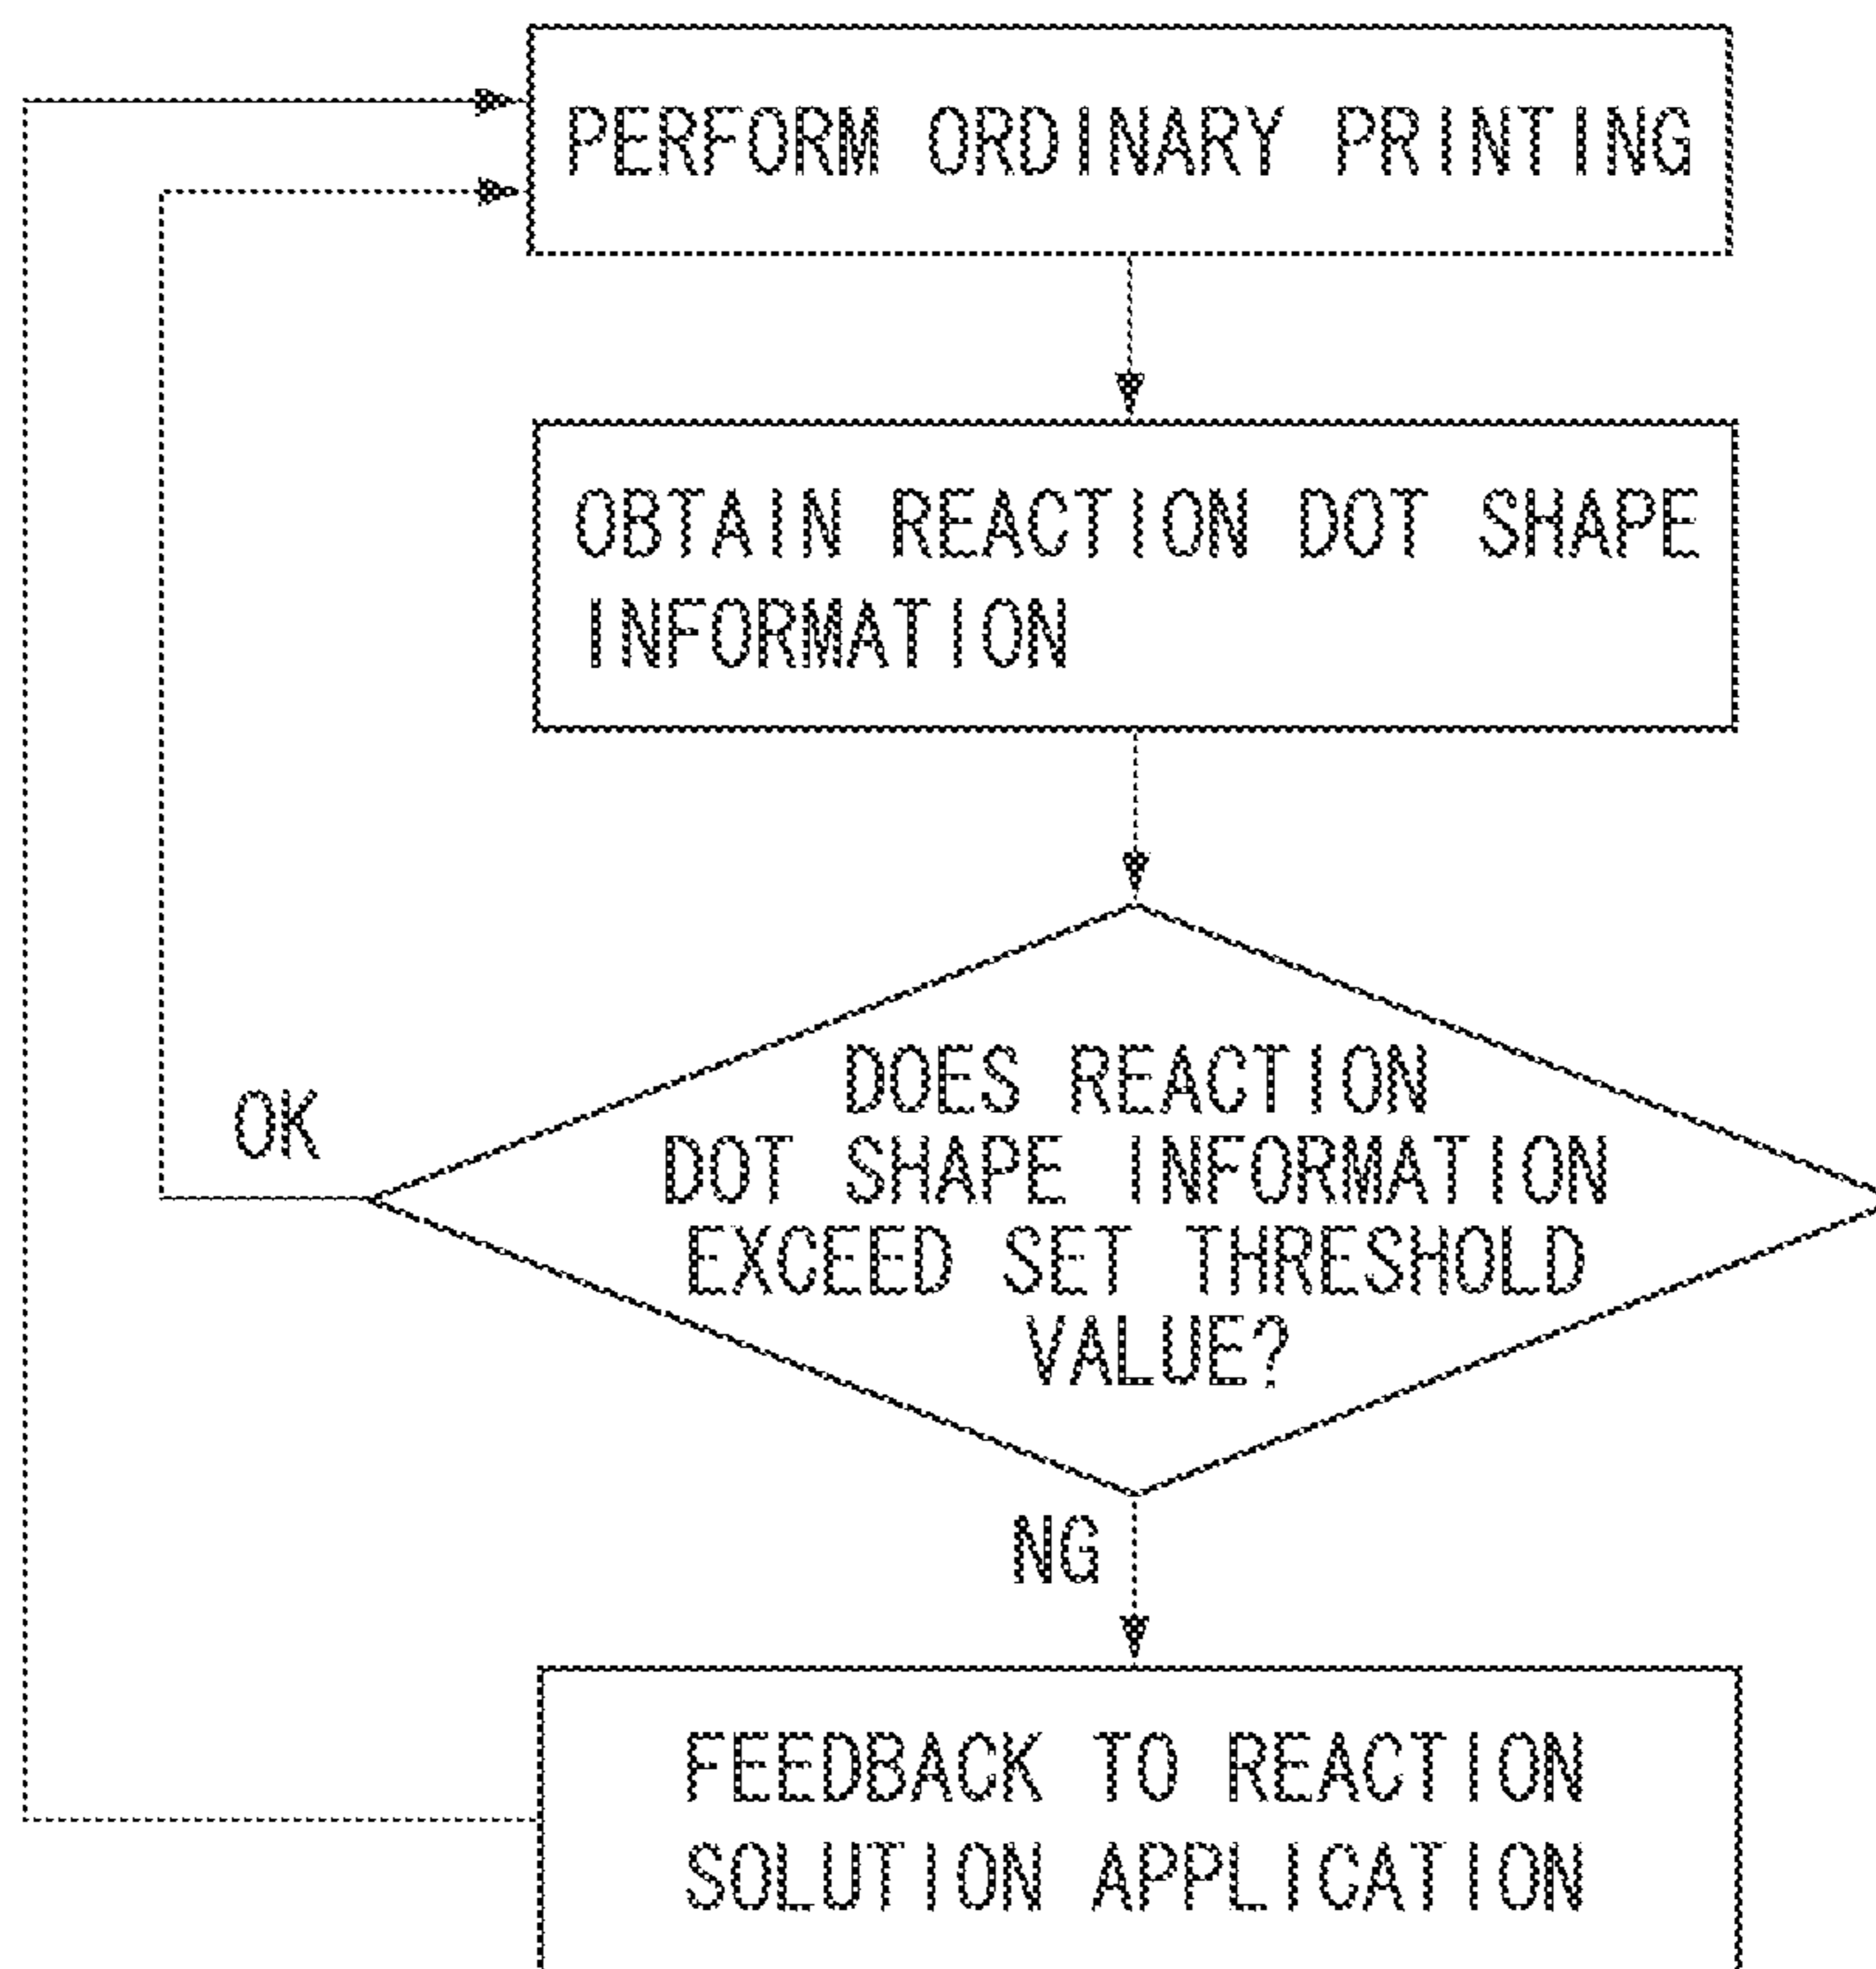 PERFORM ORDINARY PRINTING
OBTAIN REACTION DOT SHAPE
INFORMATION
DOES REACTION
DOT SHAPE INFORMATION
EXCEED SET THRESHOLD
VALUE?
OK
NG
FEEDBACK TO REACTION
SOLUTION APPLICATION